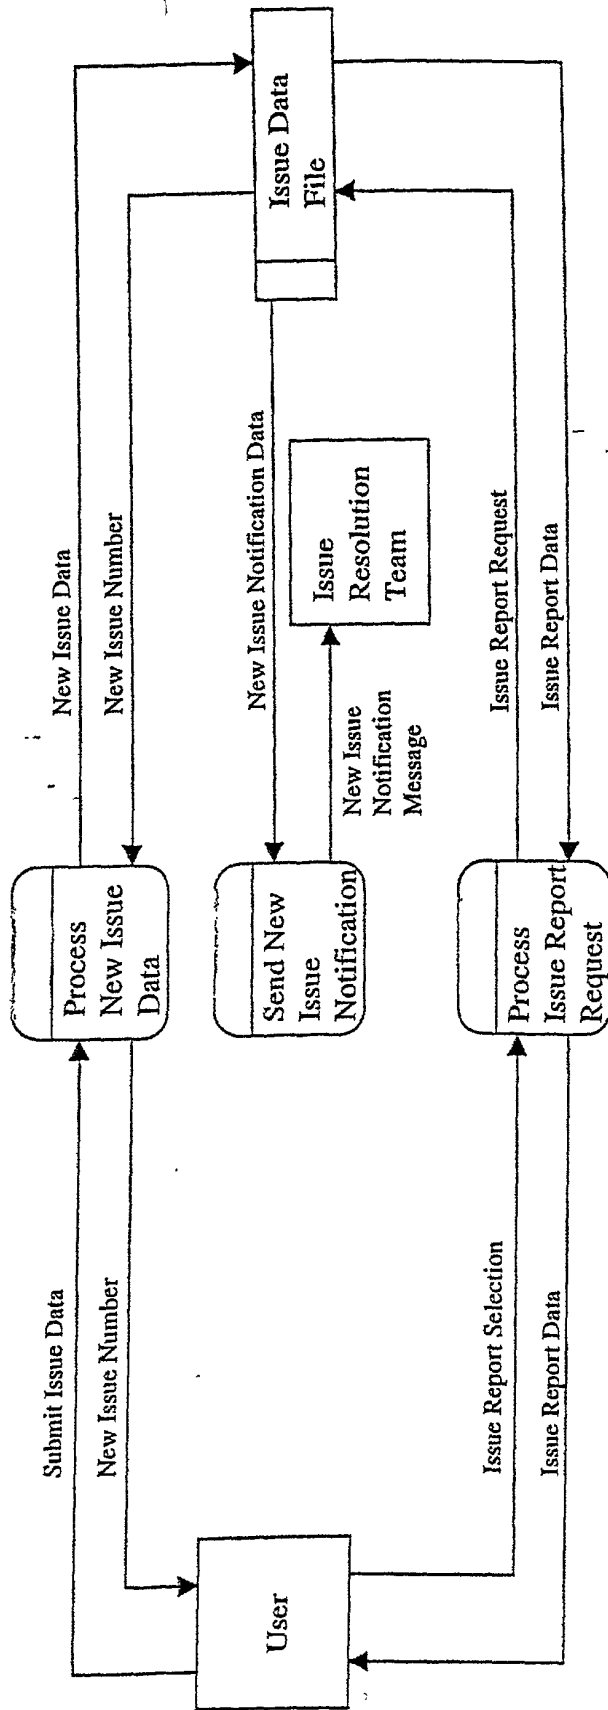 Submit Issue Data
New Issue Number
New Issue Data
New Issue Number
Process
New Issue
Data
User
Send New
Issue
Notification
New Issue Notification Data
New Issue
Notification
Message
Issue
Resolution
Team
Issue Data
File
Issue Report Selection
Issue Report Data
Process
Issue Report
Request
Issue Report Request
Issue Report Data